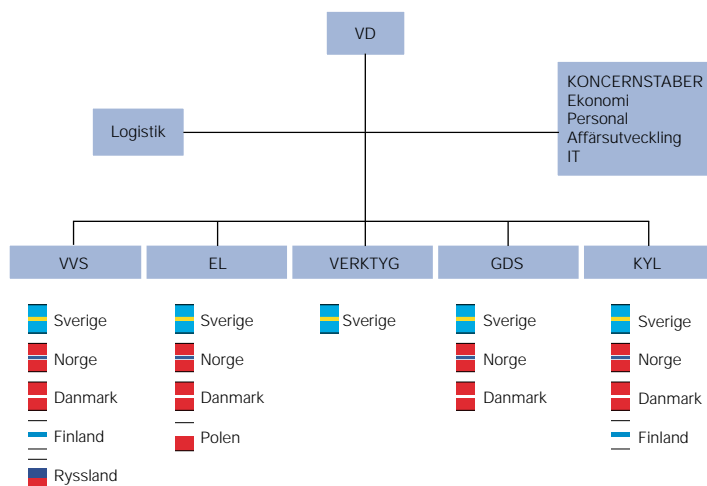 VD
KONCERNSTABER
Ekonomi
Personal
Affärsutveckling
IT
Logistik
VVS
EL
VERKTYG
GDS
KYL
Sverige
Norge
Danmark
Finland
Ryssland
Sverige
Norge
Danmark
Polen
Sverige
Sverige
Norge
Danmark
Sverige
Norge
Danmark
Finland